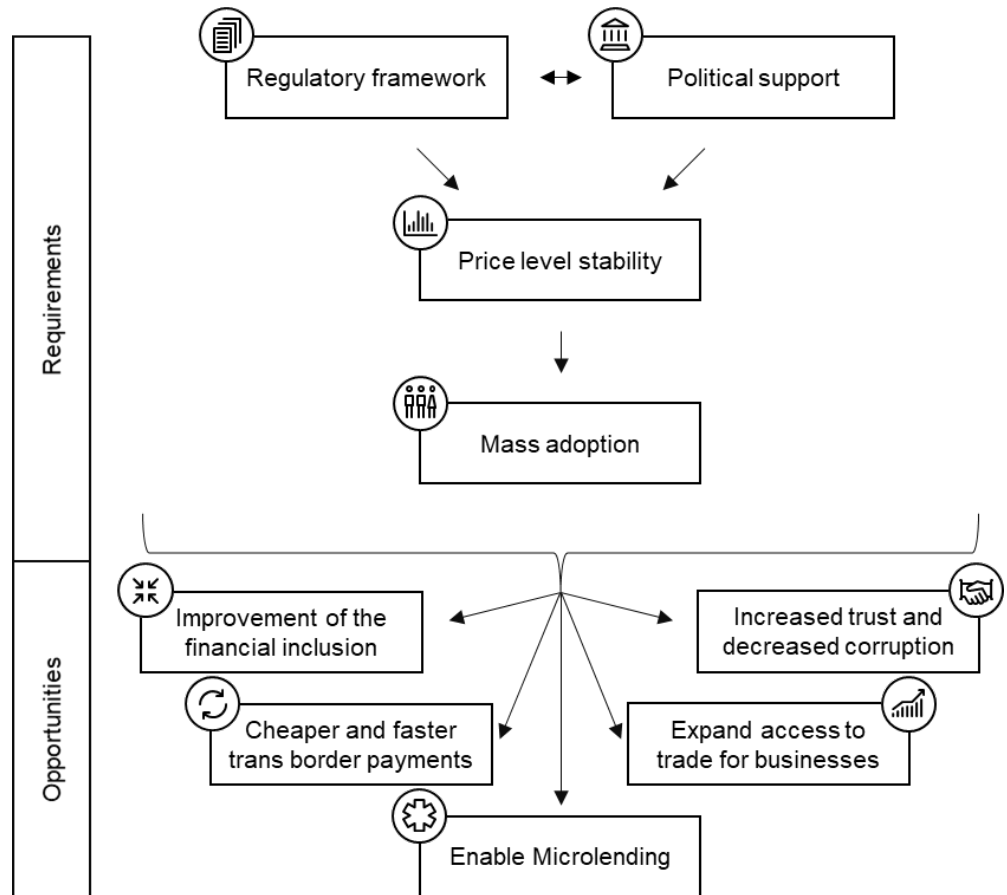 Requirements
Regulatory framework
Political support
Price level stability
Mass adoption
Opportunities
Improvement of the
financial inclusion
Increased trust and
decreased corruption
Cheaper and faster
trans border payments
Expand access to
trade for businesses
Enable Microlending